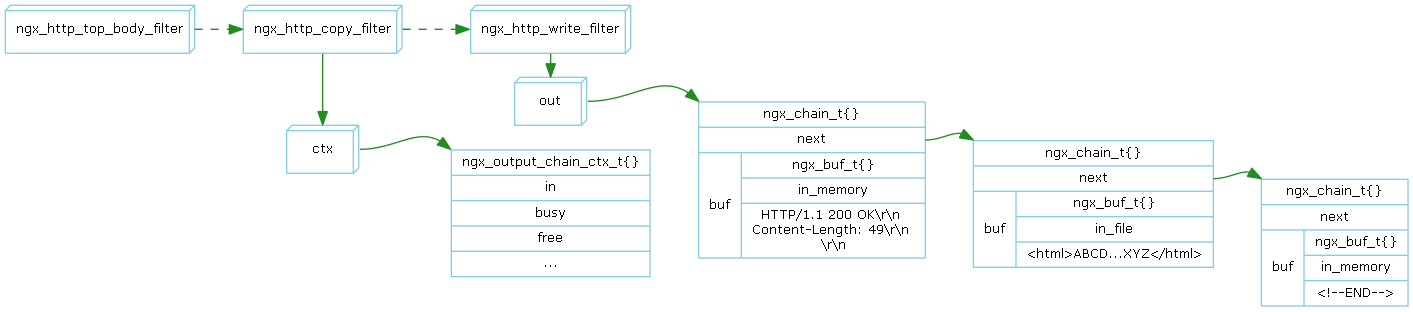 ngx_http_top_body_filter
ngx_http_copy_filter
ngx_http_write_filter
out
ctx
ngx_output_chain_ctx_t{}
in
busy
free
...
ngx_chain_t{}
next
buf
ngx_buf_t{}
in_memory
HTTP/1.1 200 OK\r\n
Content-Length: 49\r\n
\r\n
ngx_chain_t{}
next
buf
ngx_buf_t{}
in_file
<html>ABCD...XYZ</html>
ngx_chain_t{}
next
buf
ngx_buf_t{}
in_memory
<!--END-->